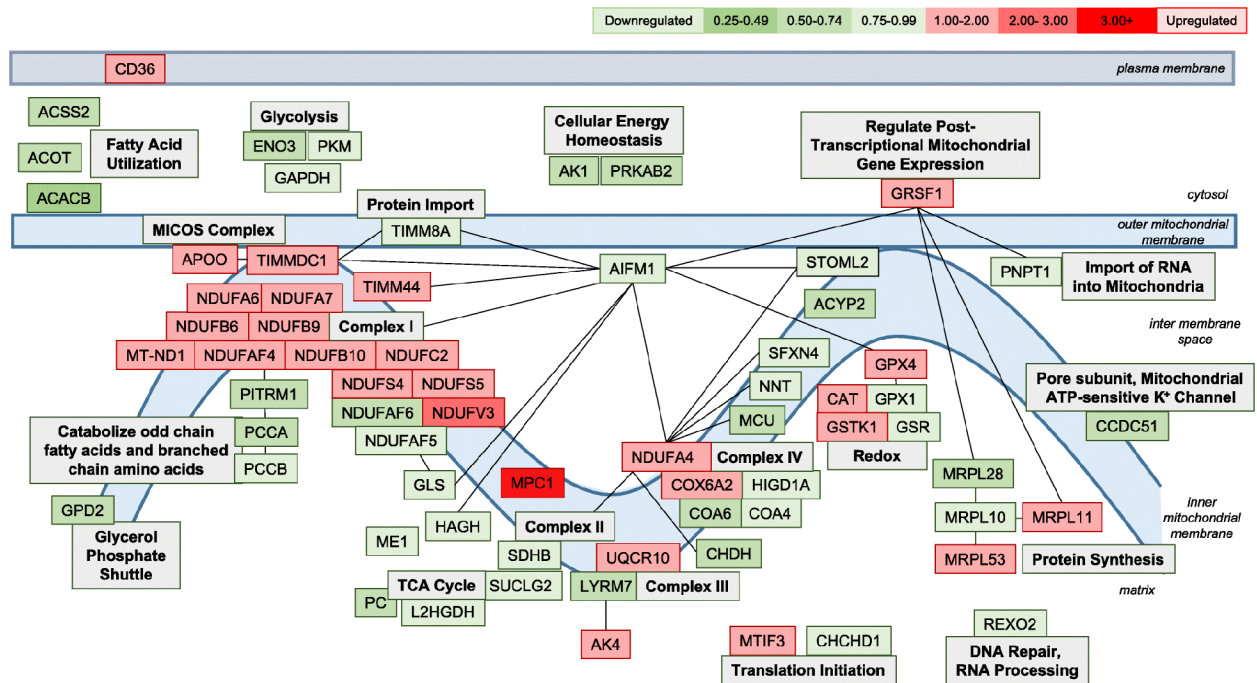 Downregulated 0.25-0.49 0.50-0.74 0.75-0.99 1.00-2.00 2.00- 3.00 3.00+ Upregulated
CD36
plasma membrane
ACSS2
ACOT
ACACB
Fatty Acid
Utilization
Glycolysis
ENO3 PKM
GAPDH
Cellular Energy
Homeostasis
AK1 PRKAB2
Regulate Post-
Transcriptional Mitochondrial
Gene Expression
GRSF1
cytosol
Protein Import
TIMM8A
outer mitochondrial
membrane
MICOS Complex
APOO TIMMDC1
TIMM44
AIFM1
STOML2
ACYP2
PNPT1
Import of RNA
into Mitochondria
NDUFA6 NDUFA7
NDUFB6 NDUFB9 Complex I
MT-ND1 NDUFAF4 NDUFB10 NDUFC2
NDUFS4 NDUFS5
NDUFAF6 NDUFV3
NDUFAF5
inter membrane
space
PITRM1
PCCA
PCCB
Catabolize odd chain
fatty acids and branched
chain amino acids
GPD2
Glycerol
Phosphate
Shuttle
SFXN4
NNT
MCU
GPX4
CAT GPX1
GSTK1 GSR
Redox
Pore subunit, Mitochondrial
ATP-sensitive K⁺ Channel
CCDC51
GLS
HAGH
ME1
MPC1
NDUFA4 Complex IV
COX6A2 HIGD1A
COA6 COA4
CHDH
MRPL28
MRPL10 MRPL11
MRPL53 Protein Synthesis
inner
mitochondrial
membrane
matrix
Complex II
SDHB
UQCR10
LYRM7 Complex III
AK4
TCA Cycle SUCLG2
PC
L2HGDH
MTIF3 CHCHD1
Translation Initiation
REXO2
DNA Repair,
RNA Processing